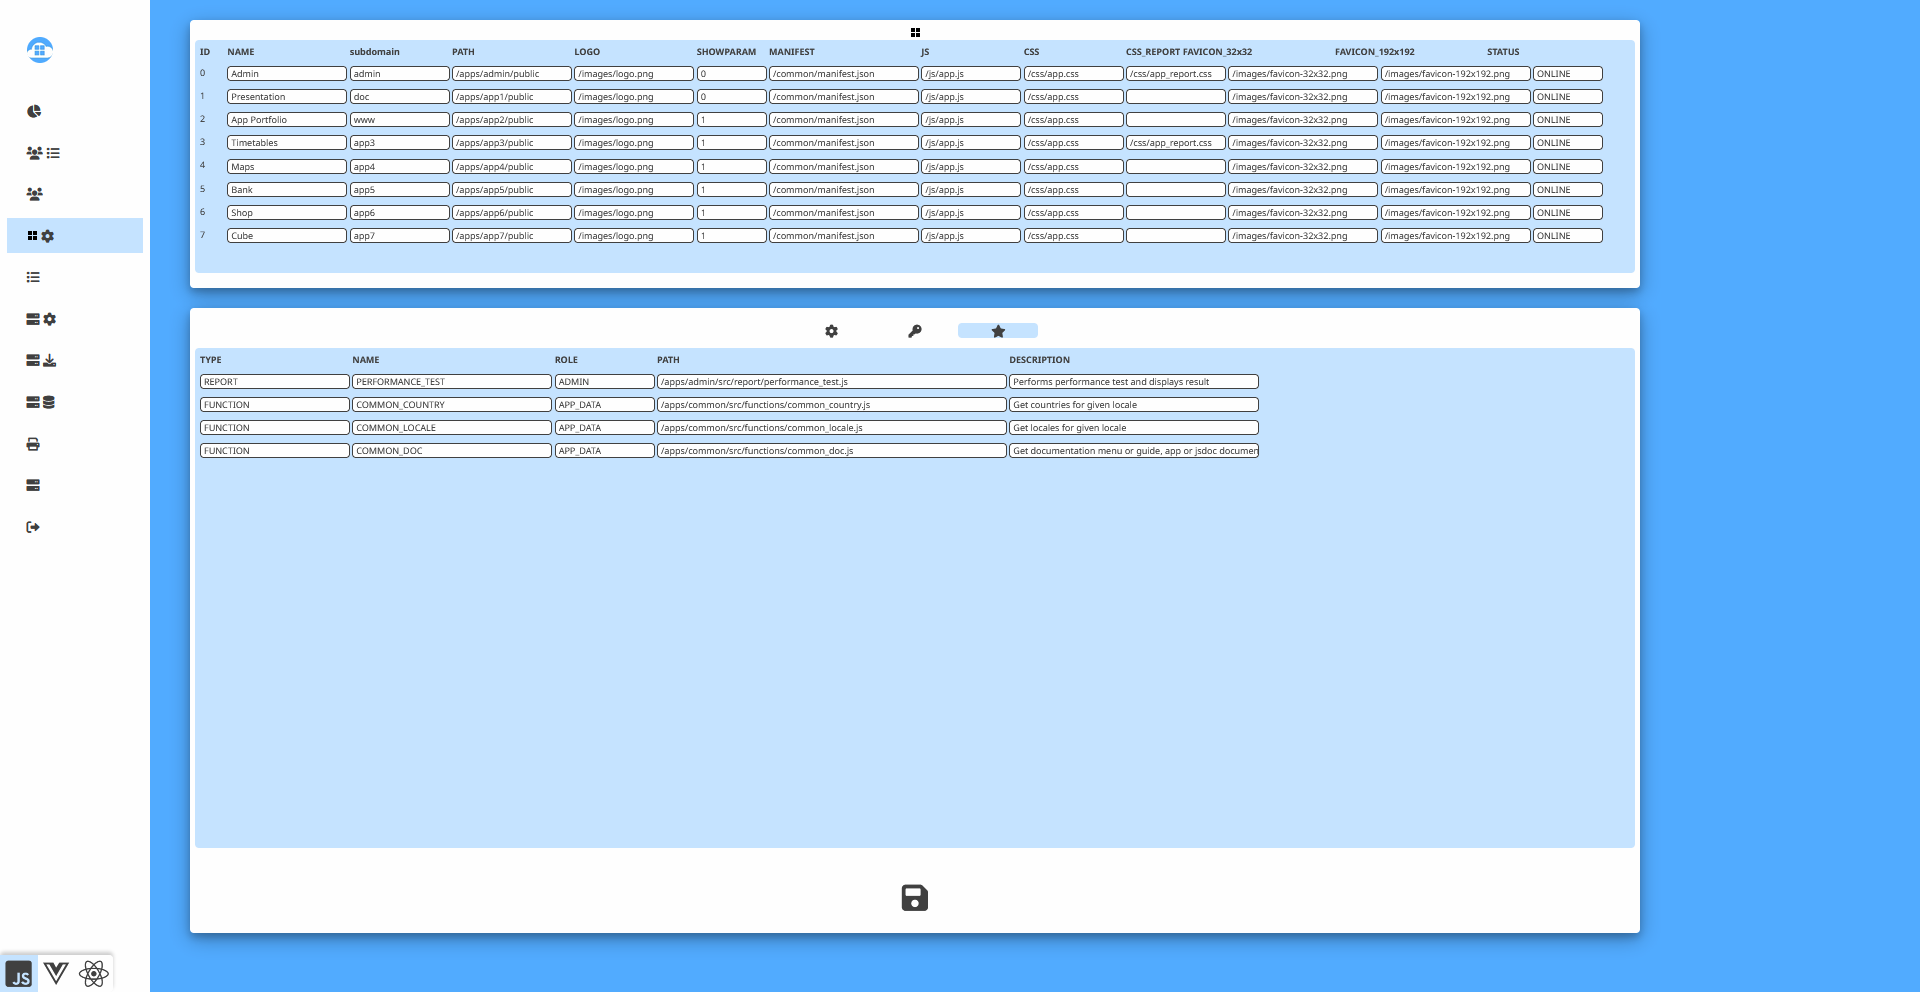 ID NAME subdomain PATH LOGO SHOWPARAM MANIFEST JS CSS CSS_REPORT FAVICON_32x32 FAVICON_192x192 STATUS
0 Admin admin /apps/admin/public /images/logo.png 0 /common/manifest.json /js/app.js /css/app.css /css/app_report.css /images/favicon-32x32.png /images/favicon-192x192.png ONLINE
1 Presentation doc /apps/app1/public /images/logo.png 0 /common/manifest.json /js/app.js /css/app.css /images/favicon-32x32.png /images/favicon-192x192.png ONLINE
2 App Portfolio www /apps/app2/public /images/logo.png 1 /common/manifest.json /js/app.js /css/app.css /images/favicon-32x32.png /images/favicon-192x192.png ONLINE
3 Timetables app3 /apps/app3/public /images/logo.png 1 /common/manifest.json /js/app.js /css/app.css /css/app_report.css /images/favicon-32x32.png /images/favicon-192x192.png ONLINE
4 Maps app4 /apps/app4/public /images/logo.png 1 /common/manifest.json /js/app.js /css/app.css /images/favicon-32x32.png /images/favicon-192x192.png ONLINE
5 Bank app5 /apps/app5/public /images/logo.png 1 /common/manifest.json /js/app.js /css/app.css /images/favicon-32x32.png /images/favicon-192x192.png ONLINE
6 Shop app6 /apps/app6/public /images/logo.png 1 /common/manifest.json /js/app.js /css/app.css /images/favicon-32x32.png /images/favicon-192x192.png ONLINE
7 Cube app7 /apps/app7/public /images/logo.png 1 /common/manifest.json /js/app.js /css/app.css /images/favicon-32x32.png /images/favicon-192x192.png ONLINE
TYPE NAME ROLE PATH DESCRIPTION
REPORT PERFORMANCE_TEST ADMIN /apps/admin/src/report/performance_test.js Performs performance test and displays result
FUNCTION COMMON_COUNTRY APP_DATA /apps/common/src/functions/common_country.js Get countries for given locale
FUNCTION COMMON_LOCALE APP_DATA /apps/common/src/functions/common_locale.js Get locales for given locale
FUNCTION COMMON_DOC APP_DATA /apps/common/src/functions/common_doc.js Get documentation menu or guide, app or jsdoc documen
JS